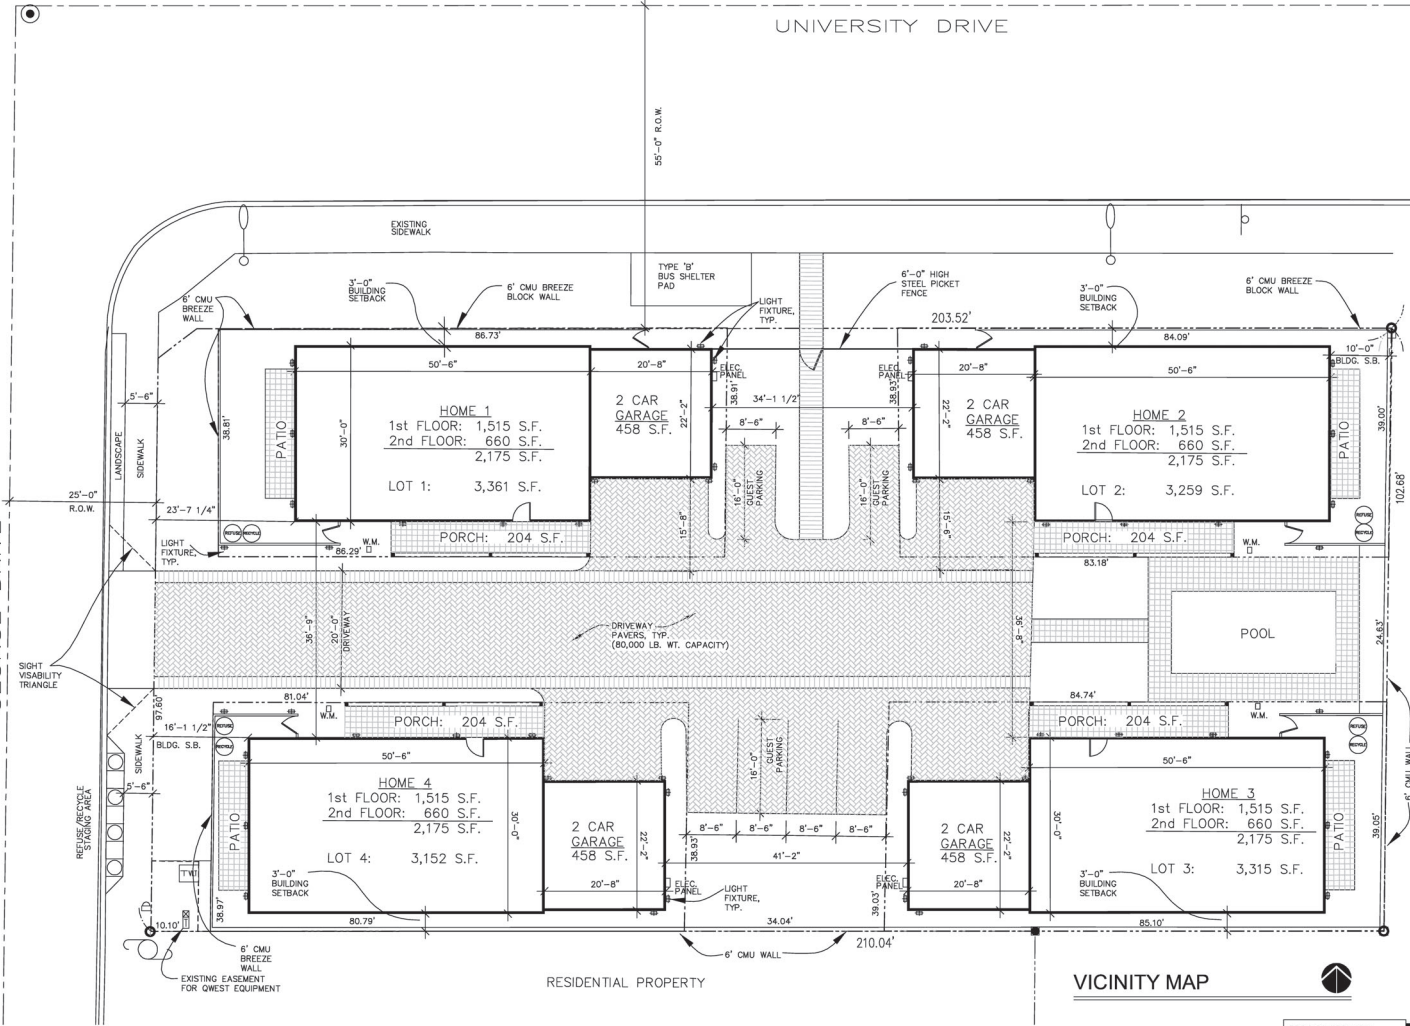 UNIVERSITY DRIVE
55'-0" R.O.W.
EXISTING
SIDEWALK
TYPE 'B'
BUS SHELTER
PAD
6'-0" HIGH
STEEL PICKET
FENCE
3'-0"
BUILDING
SETBACK
6' CMU BREEZE
BLOCK WALL
6' CMU
BREEZE
WALL
LIGHT
FIXTURE,
TYP.
3'-0"
BUILDING
SETBACK
6' CMU BREEZE
BLOCK WALL
203.52'
86.73'
84.09'
10'-0"
BLDG. S.B.
50'-6"
20'-8"
ELEC.
PANEL
ELEC.
PANEL
20'-8"
50'-6"
5'-6"
38.81'
LANDSCAPE
SIDEWALK
PATIO
30'-0"
HOME 1
1st FLOOR: 1,515 S.F.
2nd FLOOR: 660 S.F.
2,175 S.F.
LOT 1: 3,361 S.F.
2 CAR
GARAGE
458 S.F.
22'-2"
38.91'
34'-1 1/2"
38.93'
8'-6"
8'-6"
16'-0"
GUEST
PARKING
16'-0"
GUEST
PARKING
22'-2"
2 CAR
GARAGE
458 S.F.
HOME 2
1st FLOOR: 1,515 S.F.
2nd FLOOR: 660 S.F.
2,175 S.F.
LOT 2: 3,259 S.F.
PATIO
39.00'
102.68'
25'-0"
R.O.W.
23'-7 1/4"
LIGHT
FIXTURE,
TYP.
REFUSE
RECYCLE
86.29'
W.M.
PORCH: 204 S.F.
15'-8"
15'-6"
PORCH: 204 S.F.
W.M.
REFUSE
RECYCLE
83.18'
36'-9"
20'-0"
DRIVEWAY
DRIVEWAY
PAVERS, TYP.
(80,000 LB. WT. CAPACITY)
36'-8"
POOL
24.63'
SIGHT
VISABILITY
TRIANGLE
97.60'
81.04'
84.74'
16'-1 1/2"
BLDG. S.B.
REFUSE
RECYCLE
W.M.
PORCH: 204 S.F.
PORCH: 204 S.F.
W.M.
REFUSE
RECYCLE
SIDEWALK
5'-6"
REFUSE/RECYCLE
STAGING AREA
50'-6"
HOME 4
1st FLOOR: 1,515 S.F.
2nd FLOOR: 660 S.F.
2,175 S.F.
LOT 4: 3,152 S.F.
PATIO
30'-0"
2 CAR
GARAGE
458 S.F.
22'-2"
20'-8"
16'-0"
GUEST
PARKING
8'-6"
8'-6"
8'-6"
8'-6"
38.93'
41'-2"
ELEC.
PANEL
LIGHT
FIXTURE,
TYP.
ELEC.
PANEL
39.03'
2 CAR
GARAGE
458 S.F.
22'-2"
20'-8"
50'-6"
30'-0"
HOME 3
1st FLOOR: 1,515 S.F.
2nd FLOOR: 660 S.F.
2,175 S.F.
LOT 3: 3,315 S.F.
PATIO
39.05'
6' CMU WALL
3'-0"
BUILDING
SETBACK
3'-0"
BUILDING
SETBACK
38.97'
10.10'
80.79'
34.04'
210.04'
85.10'
6' CMU
BREEZE
WALL
6' CMU WALL
EXISTING EASEMENT
FOR QWEST EQUIPMENT
RESIDENTIAL PROPERTY
VICINITY MAP